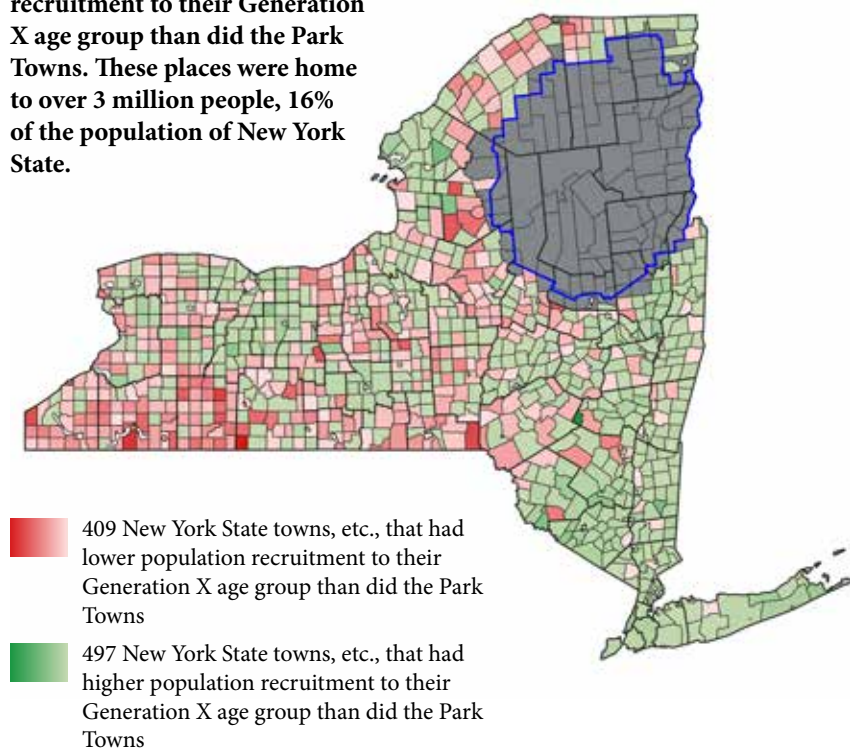 recruitment to their Generation
X age group than did the Park
Towns. These places were home
to over 3 million people, 16%
of the population of New York
State.
409 New York State towns, etc., that had
lower population recruitment to their
Generation X age group than did the Park
Towns
497 New York State towns, etc., that had
higher population recruitment to their
Generation X age group than did the Park
Towns